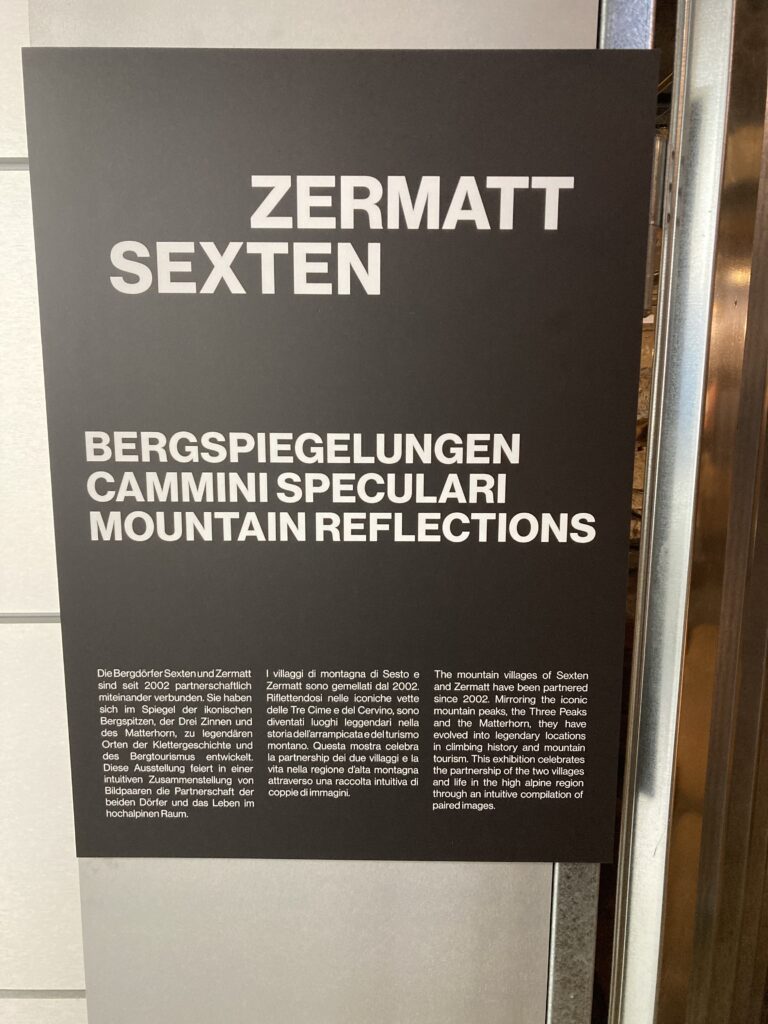 ZERMATT
SEXTEN
BERGSPIEGELUNGEN
CAMMINI SPECULARI
MOUNTAIN REFLECTIONS
Die Bergdörfer Sexten und Zermatt
sind seit 2002 partnerschaftlich
miteinander verbunden. Sie haben
sich im Spiegel der ikonischen
Bergspitzen, der Drei Zinnen und
des Matterhorn, zu legendären
Orten der Klettergeschichte und
des Bergtourismus entwickelt.
Diese Ausstellung feiert in einer
intuitiven Zusammenstellung von
Bildpaaren die Partnerschaft der
beiden Dörfer und das Leben im
hochalpinen Raum.
I villaggi di montagna di Sesto e
Zermatt sono gemellati dal 2002.
Riflettendosi nelle iconiche vette
delle Tre Cime e del Cervino, sono
diventati luoghi leggendari nella
storia dell'arrampicata e del turismo
montano. Questa mostra celebra
la partnership dei due villaggi e la
vita nella regione d'alta montagna
attraverso una raccolta intuitiva di
coppie di immagini.
The mountain villages of Sexten
and Zermatt have been partnered
since 2002. Mirroring the iconic
mountain peaks, the Three Peaks
and the Matterhorn, they have
evolved into legendary locations
in climbing history and mountain
tourism. This exhibition celebrates
the partnership of the two villages
and life in the high alpine region
through an intuitive compilation of
paired images.